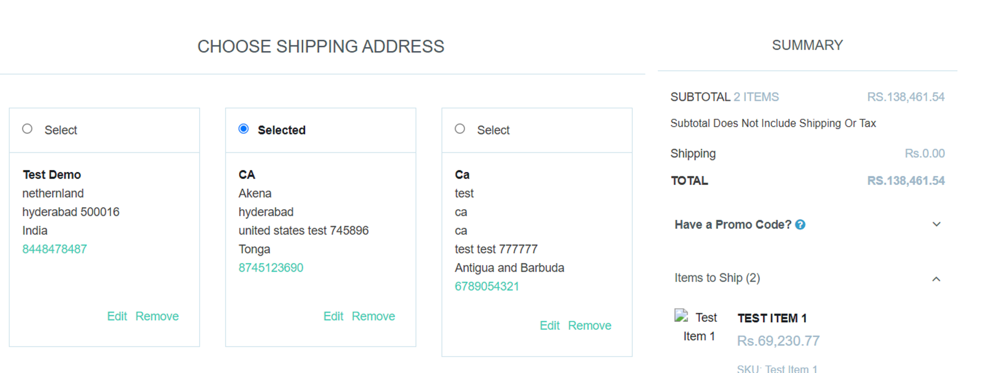 CHOOSE SHIPPING ADDRESS
Select
Test Demo
nethernland
hyderabad 500016
India
8448478487
Edit Remove
Selected
CA
Akena
hyderabad
united states test 745896
Tonga
8745123690
Edit Remove
Select
Ca
test
ca
ca
test test 777777
Antigua and Barbuda
6789054321
Edit Remove
SUMMARY
SUBTOTAL 2 ITEMS RS.138,461.54
Subtotal Does Not Include Shipping Or Tax
Shipping Rs.0.00
TOTAL RS.138,461.54
Have a Promo Code? ?
Items to Ship (2)
Test
Item 1
TEST ITEM 1
Rs.69,230.77
SKU: Test Item 1